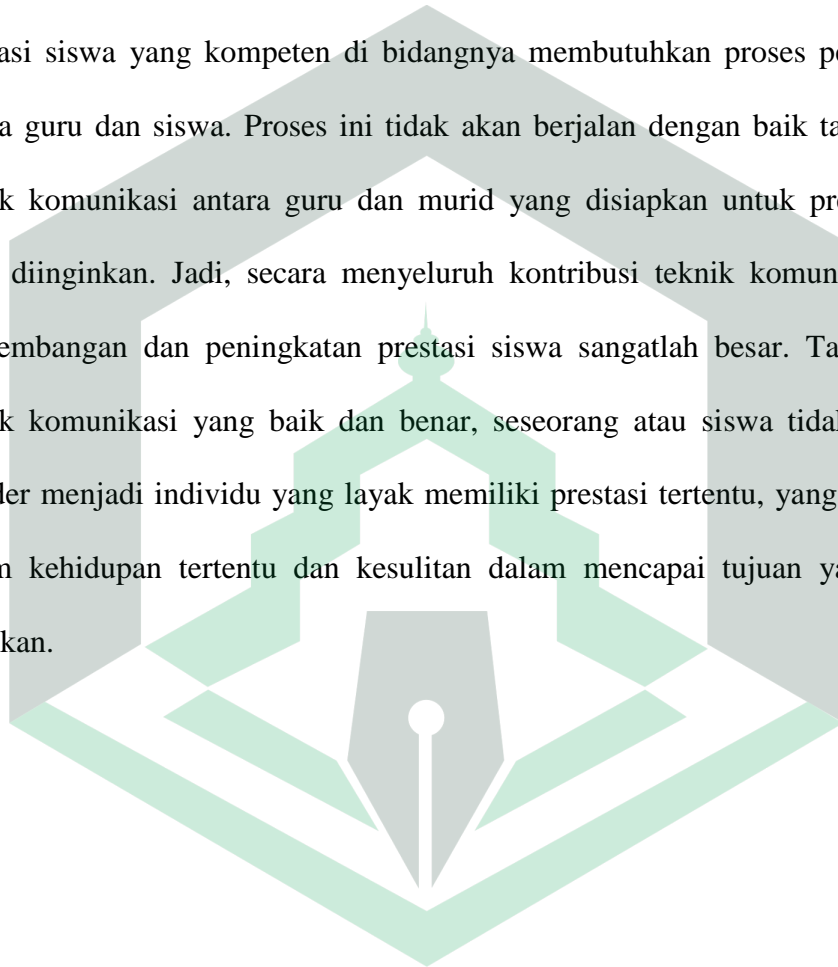 asi siswa yang kompeten di bidangnya membutuhkan proses pe
a guru dan siswa. Proses ini tidak akan berjalan dengan baik ta
k komunikasi antara guru dan murid yang disiapkan untuk pr
diinginkan. Jadi, secara menyeluruh kontribusi teknik komun
embangan dan peningkatan prestasi siswa sangatlah besar. Ta
k komunikasi yang baik dan benar, seseorang atau siswa tidal
der menjadi individu yang layak memiliki prestasi tertentu, yang
n kehidupan tertentu dan kesulitan dalam mencapai tujuan ya
kan.